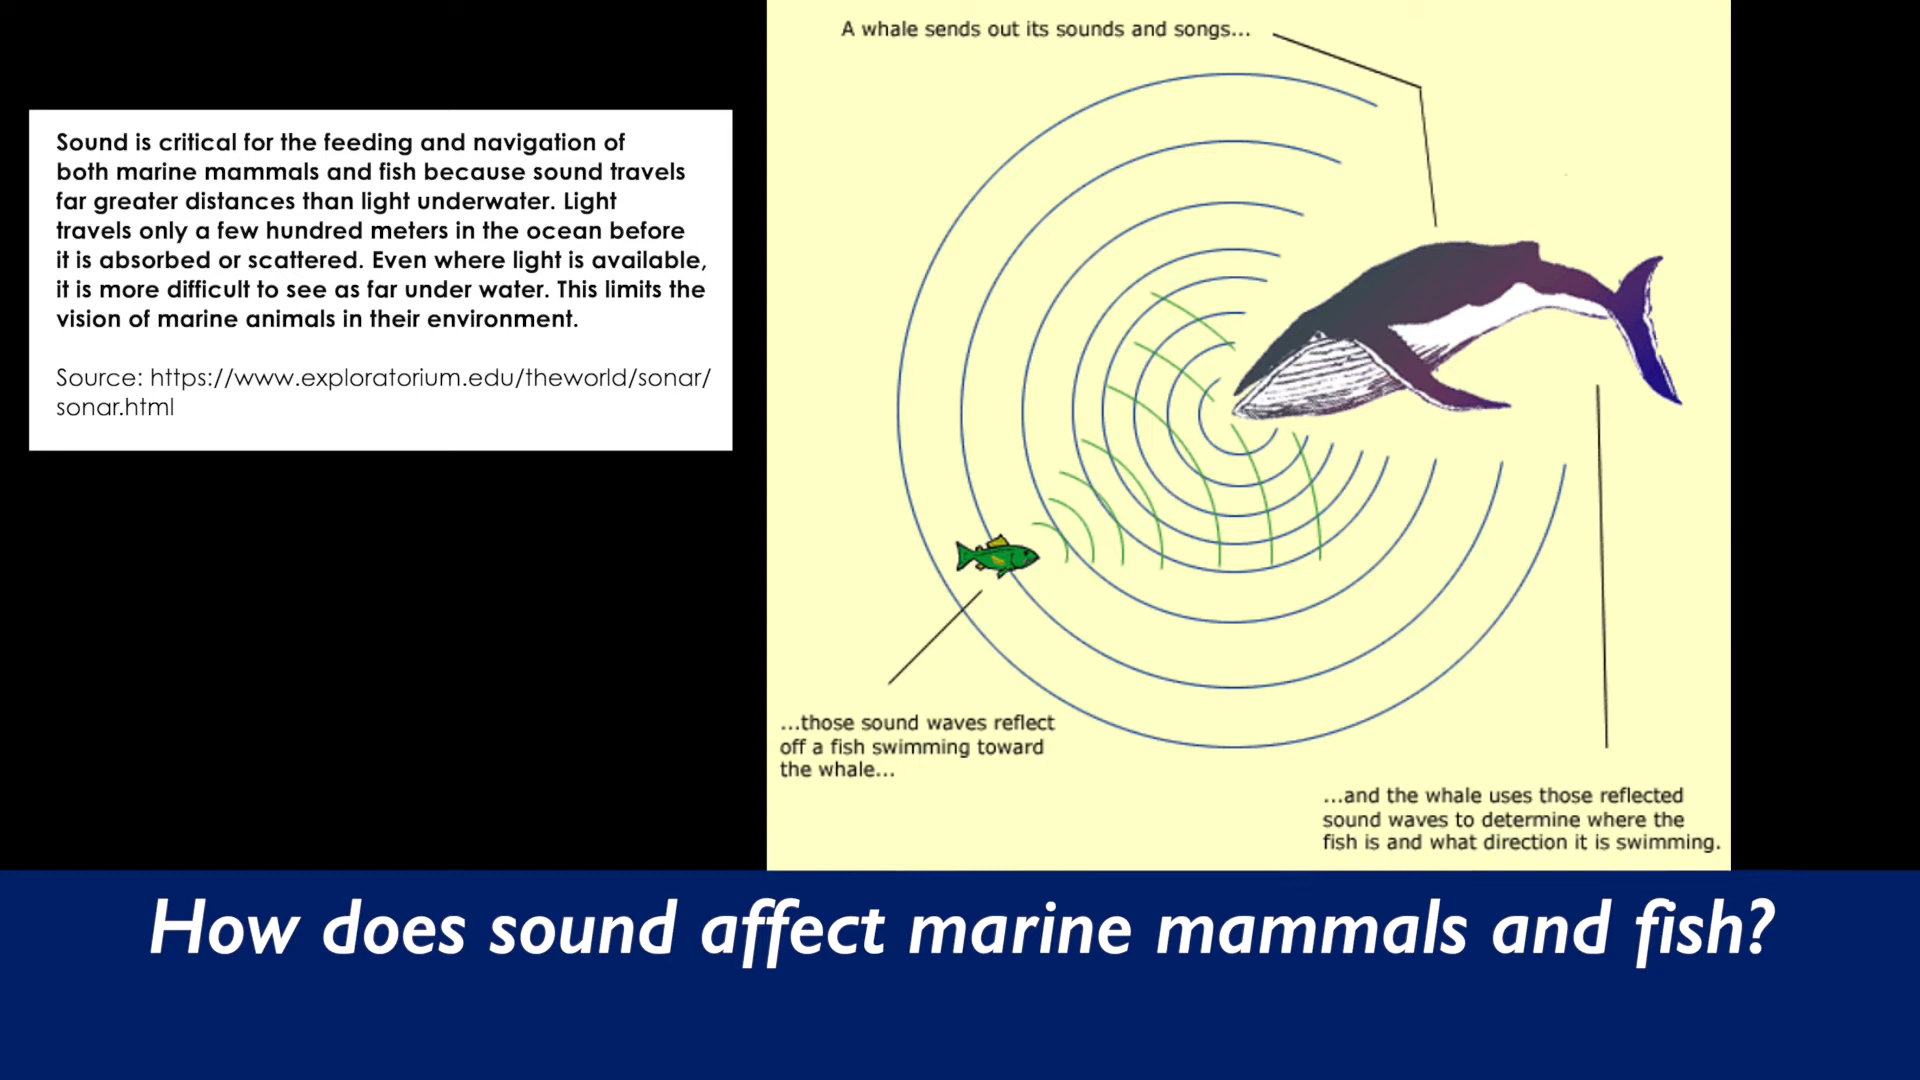 A whale sends out its sounds and songs...
Sound is critical for the feeding and navigation of
both marine mammals and fish because sound travels
far greater distances than light underwater. Light
travels only a few hundred meters in the ocean before
it is absorbed or scattered. Even where light is available,
it is more difficult to see as far under water. This limits the
vision of marine animals in their environment.
Source: https://www.exploratorium.edu/theworld/sonar/
sonar.html
...those sound waves reflect
off a fish swimming toward
the whale...
...and the whale uses those reflected
sound waves to determine where the
fish is and what direction it is swimming.
How does sound affect marine mammals and fish?